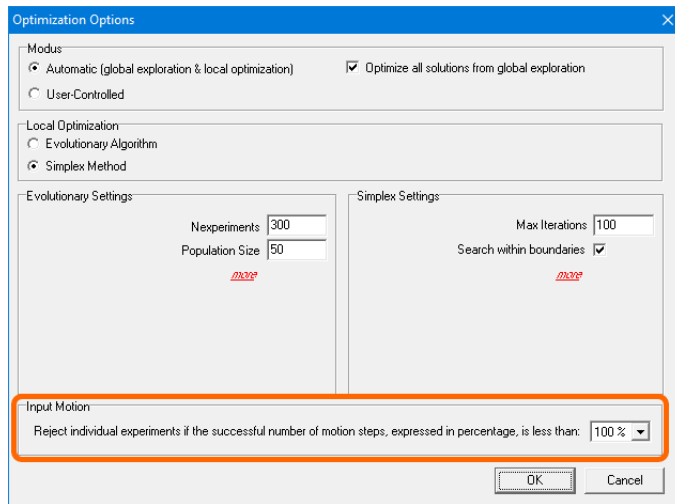 Optimization Options
Modus
Automatic (global exploration & local optimization)
Optimize all solutions from global exploration
User-Controlled
Local Optimization
Evolutionary Algorithm
Simplex Method
Evolutionary Settings
Nexperiments 300
Population Size 50
more
Simplex Settings
Max Iterations 100
Search within boundaries
more
Input Motion
Reject individual experiments if the successful number of motion steps, expressed in percentage, is less than: 100 %
OK
Cancel